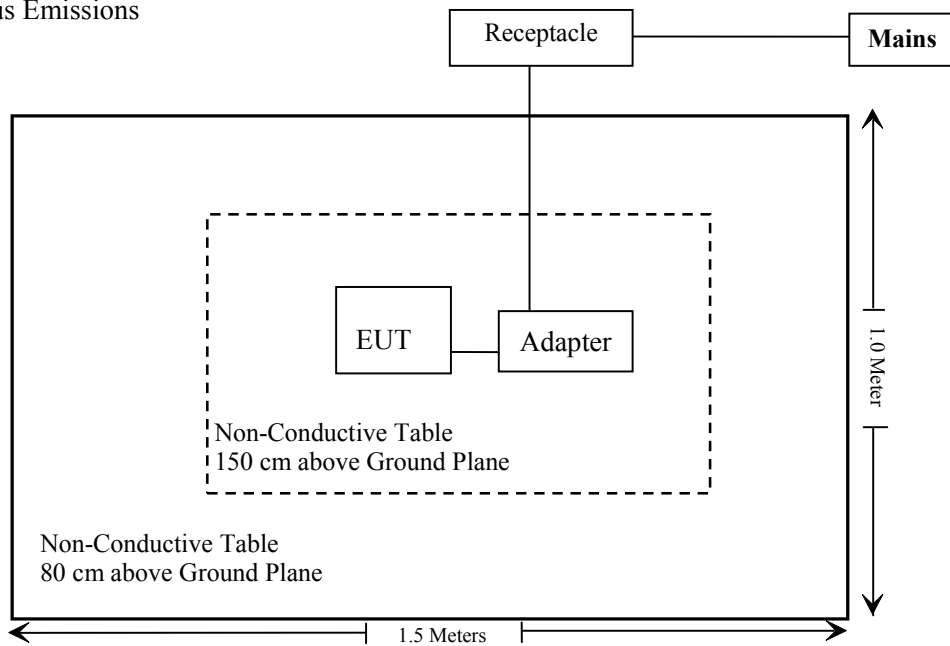 Emissions
Receptacle
Mains
EUT
Adapter
1.0 Meter
Non-Conductive Table
150 cm above Ground Plane
Non-Conductive Table
80 cm above Ground Plane
1.5 Meters